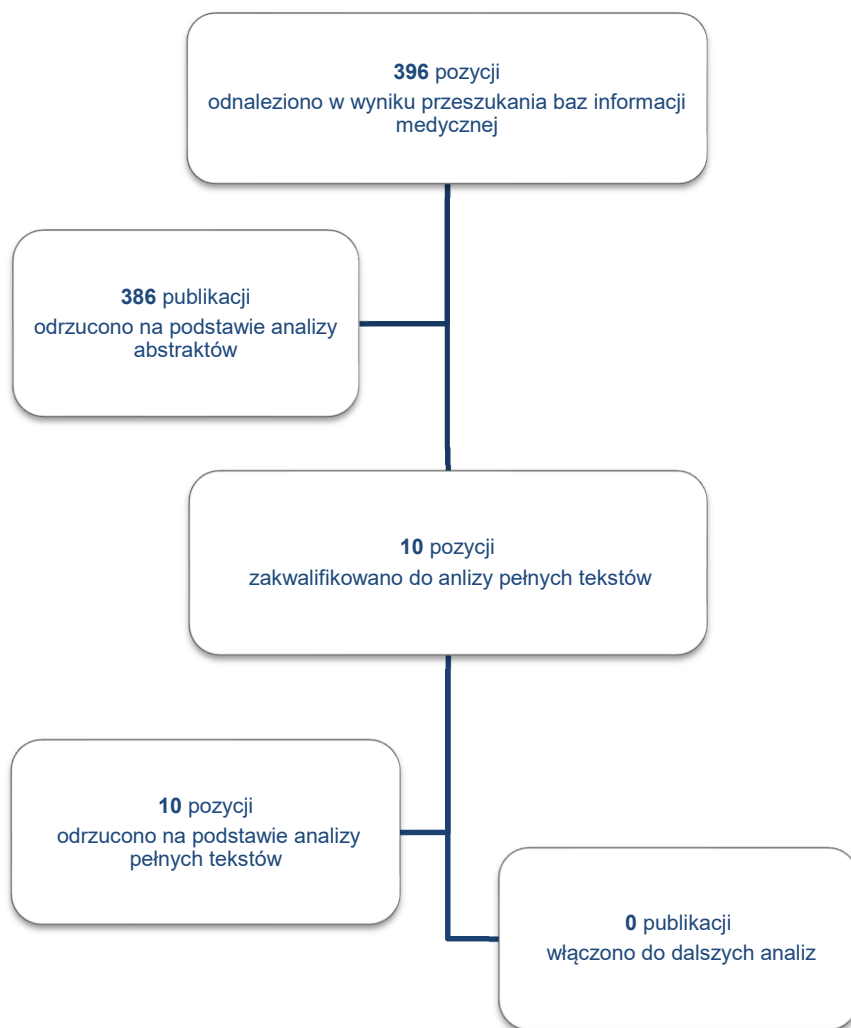 396 pozycji
odnaleziono w wyniku przeszukania baz informacji
medycznej
386 publikacji
odrzucono na podstawie analizy
abstraktów
10 pozycji
zakwalifikowano do anlizy pełnych tekstów
10 pozycji
odrzucono na podstawie analizy
pełnych tekstów
0 publikacji
włączono do dalszych analiz